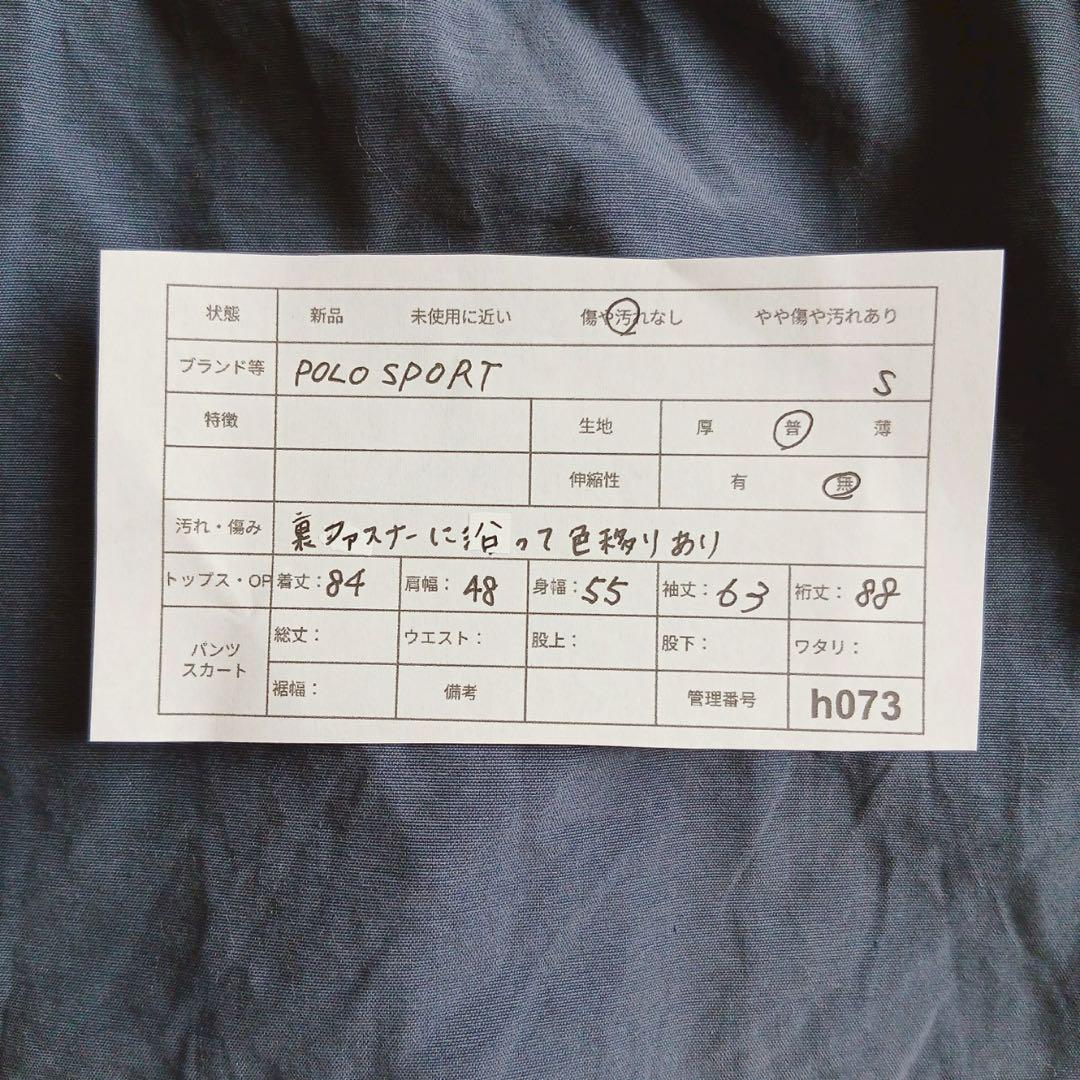 状態 新品 未使用に近い 傷や汚れなし やや傷や汚れあり
ブランド等 POLO SPORT S
特徴 生地 厚 普 薄
伸縮性 有 無
汚れ・傷み 裏ファスナーに沿って色移りあり
トップス・OP 着丈：84 肩幅：48 身幅：55 袖丈：63 裄丈：88
パンツ スカート 総丈： ウエスト： 股上： 股下： ワタリ：
裾幅： 備考 管理番号 h073